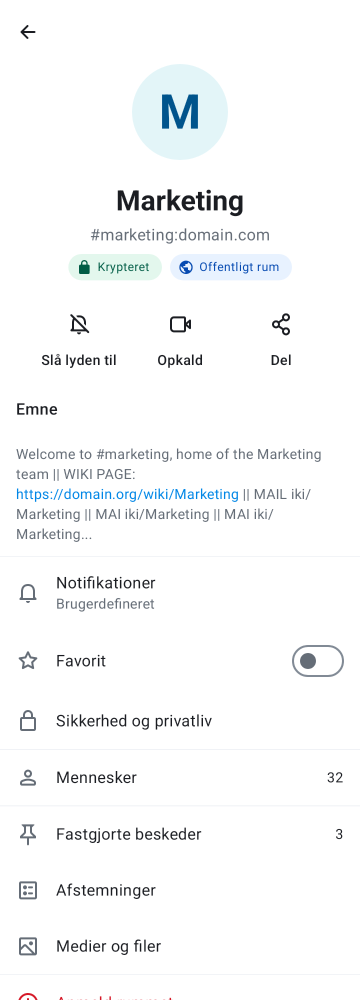 M
Marketing
#marketing:domain.com
Krypteret
Offentligt rum
Slå lyden til
Opkald
Del
Emne
Welcome to #marketing, home of the Marketing
team || WIKI PAGE:
https://domain.org/wiki/Marketing || MAIL iki/
Marketing || MAI iki/Marketing || MAI iki/
Marketing...
Notifikationer
Brugerdefineret
Favorit
Sikkerhed og privatliv
Mennesker
32
Fastgjorte beskeder
3
Afstemninger
Medier og filer